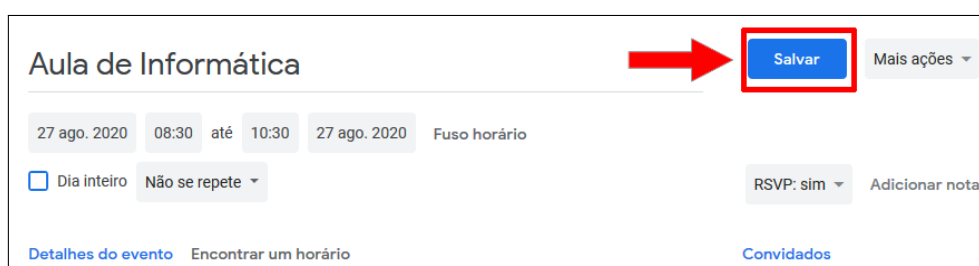 Aula de Informática
Salvar
Mais ações
27 ago. 2020 08:30 até 10:30 27 ago. 2020 Fuso horário
Dia inteiro Não se repete
RSVP: sim Adicionar nota
Detalhes do evento Encontrar um horário
Convidados